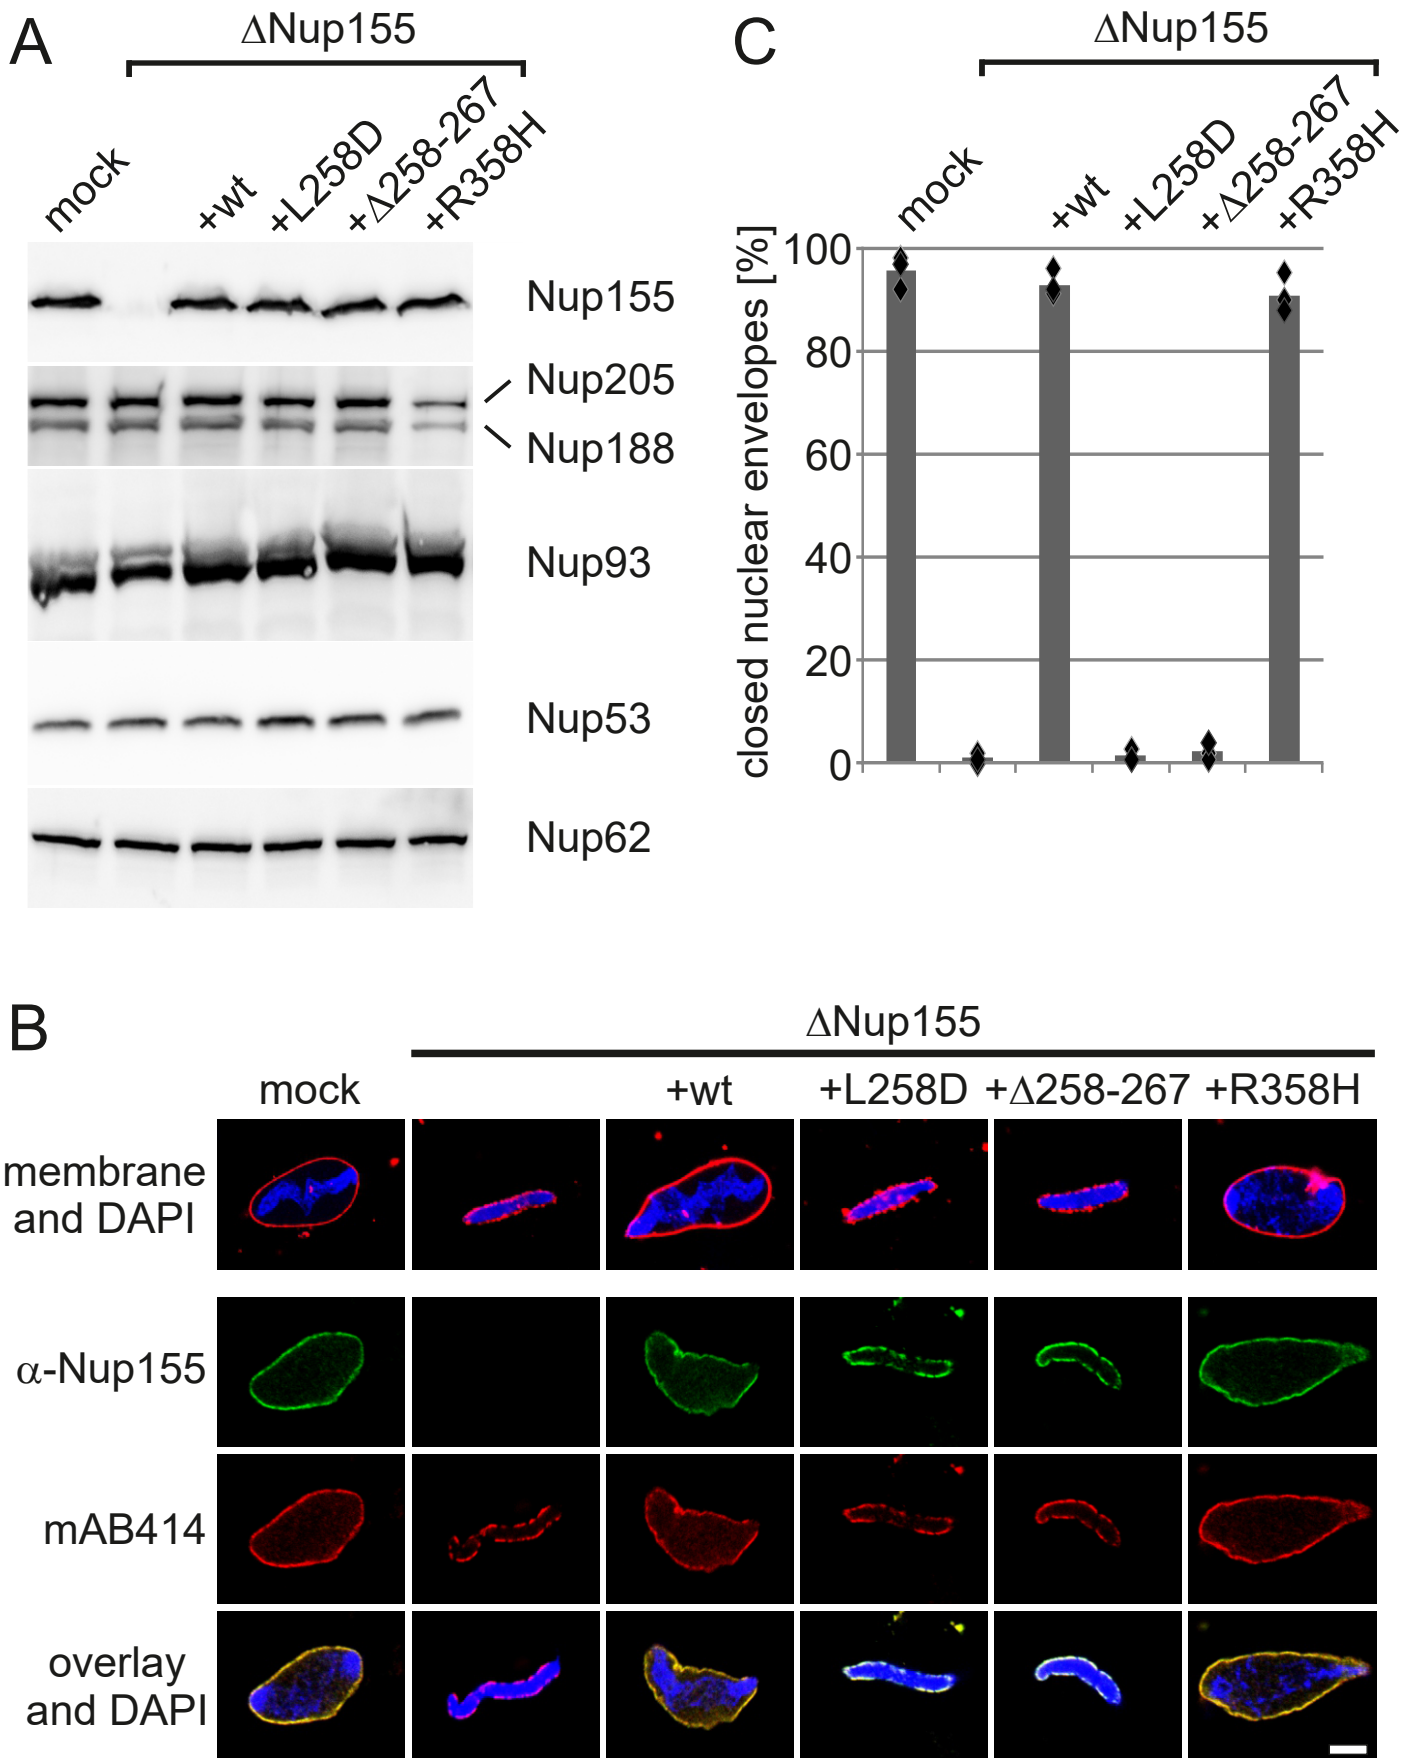 A
ΔNup155
mock
+wt
+L258D
+Δ258-267
+R358H
Nup155
Nup205
Nup188
Nup93
Nup53
Nup62
C
ΔNup155
mock
+wt
+L258D
+Δ258-267
+R358H
closed nuclear envelopes [%]
100
80
60
40
20
0
B
ΔNup155
mock
+wt
+L258D
+Δ258-267
+R358H
membrane
and DAPI
α-Nup155
mAB414
overlay
and DAPI